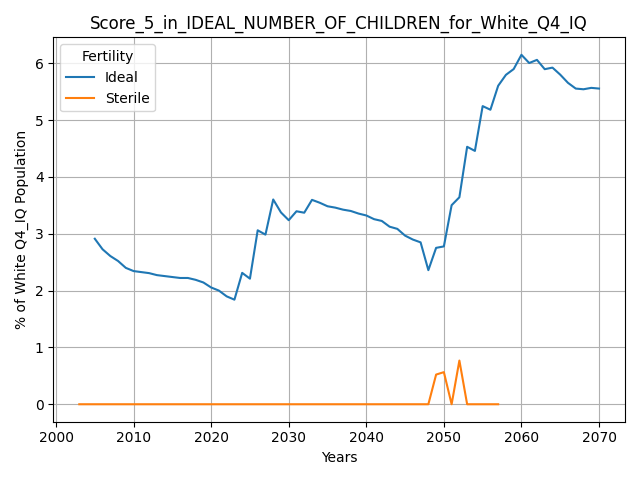 Score_5_in_IDEAL_NUMBER_OF_CHILDREN_for_White_Q4_IQ
Fertility
Ideal
Sterile
% of White Q4_IQ Population
6
5
4
3
2
1
0
2000 2010 2020 2030 2040 2050 2060 2070
Years